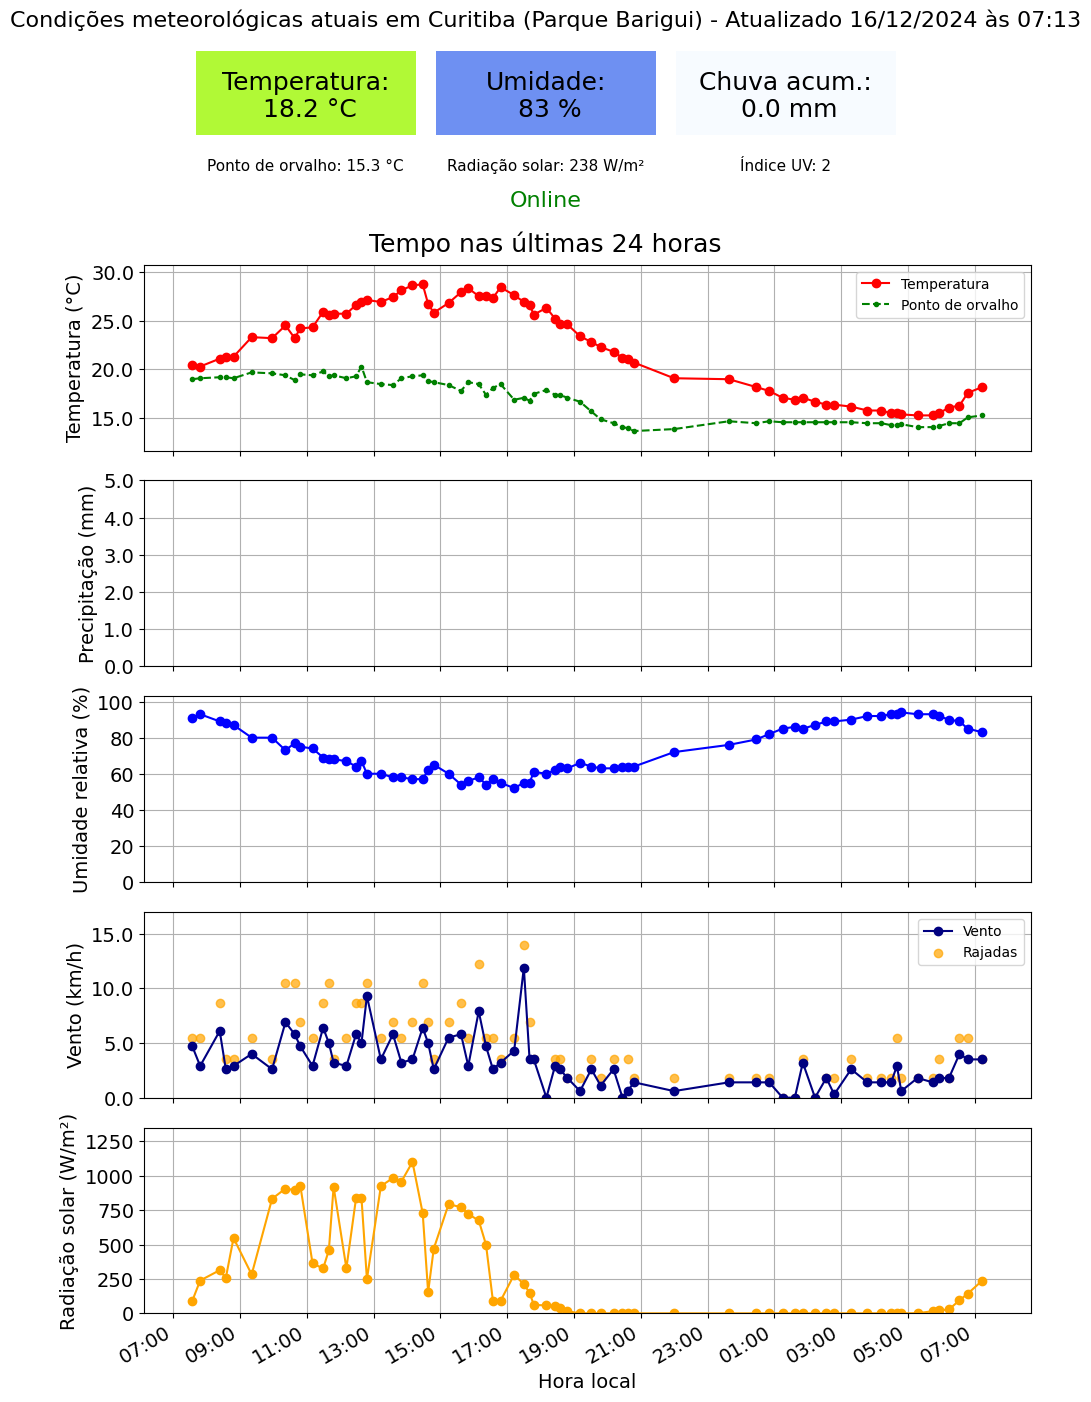 Condições meteorológicas atuais em Curitiba (Parque Barigui) - Atualizado 16/12/2024 às 07:13
Temperatura:
18.2 °C
Umidade:
83 %
Chuva acum.:
0.0 mm
Ponto de orvalho: 15.3 °C
Radiação solar: 238 W/m²
Índice UV: 2
Online
Tempo nas últimas 24 horas
Temperatura (°C)
30.0
25.0
20.0
15.0
Temperatura
Ponto de orvalho
Precipitação (mm)
5.0
4.0
3.0
2.0
1.0
0.0
Umidade relativa (%)
100
80
60
40
20
0
Vento (km/h)
15.0
10.0
5.0
0.0
Vento
Rajadas
Radiação solar (W/m²)
1250
1000
750
500
250
0
07:00
09:00
11:00
13:00
15:00
17:00
19:00
21:00
23:00
01:00
03:00
05:00
07:00
Hora local